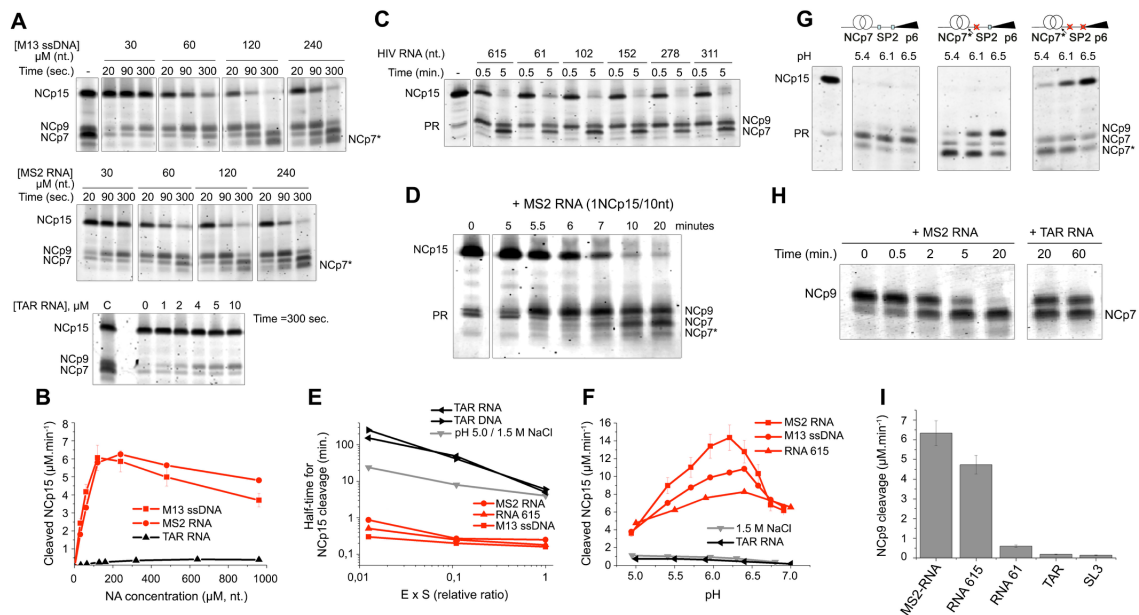 A
[M13 ssDNA]
µM (nt.)
30 60 120 240
Time (sec.) 20 90 300 20 90 300 20 90 300 20 90 300
-
NCp15
NCp9
NCp7
NCp7*
[MS2 RNA]
µM (nt.)
30 60 120 240
Time (sec.) 20 90 300 20 90 300 20 90 300 20 90 300
NCp15
NCp9
NCp7
NCp7*
[TAR RNA], µM C 0 1 2 4 5 10
NCp15
Time =300 sec.
NCp9
NCp7
B
Cleaved NCp15 (µM.min⁻¹)
8
7
6
5
4
3
2
1
0 200 400 600 800 1000
NA concentration (µM, nt.)
M13 ssDNA
MS2 RNA
TAR RNA
C
HIV RNA (nt.) 615 61 102 152 278 311
Time (min.) 0.5 5 0.5 5 0.5 5 0.5 5 0.5 5 0.5 5
-
NCp15
PR
NCp9
NCp7
D
+ MS2 RNA (1NCp15/10nt)
0 5 5.5 6 7 10 20 minutes
NCp15
PR
NCp9
NCp7
NCp7*
E
TAR RNA
TAR DNA
pH 5.0 / 1.5 M NaCl
MS2 RNA
RNA 615
M13 ssDNA
Half-time for
NCp15 cleavage (min.)
100
10
1
0,1
0,01 0,1 1
E x S (relative ratio)
F
MS2 RNA
M13 ssDNA
RNA 615
1.5 M NaCl
TAR RNA
Cleaved NCp15 (µM.min⁻¹)
16
14
12
10
8
6
4
2
0
5.0 5.5 6.0 6.5 7.0
pH
G
NCp7 SP2 p6
NCp7* SP2 p6
NCp7* SP2 p6
pH
5.4 6.1 6.5 5.4 6.1 6.5 5.4 6.1 6.5
NCp15
PR
NCp9
NCp7
NCp7*
H
+ MS2 RNA + TAR RNA
Time (min.) 0 0.5 2 5 20 20 60
NCp9
NCp7
I
NCp9 cleavage (µM.min⁻¹)
7
6
5
4
3
2
1
0
MS2-RNA
RNA 615
RNA 61
TAR
SL3